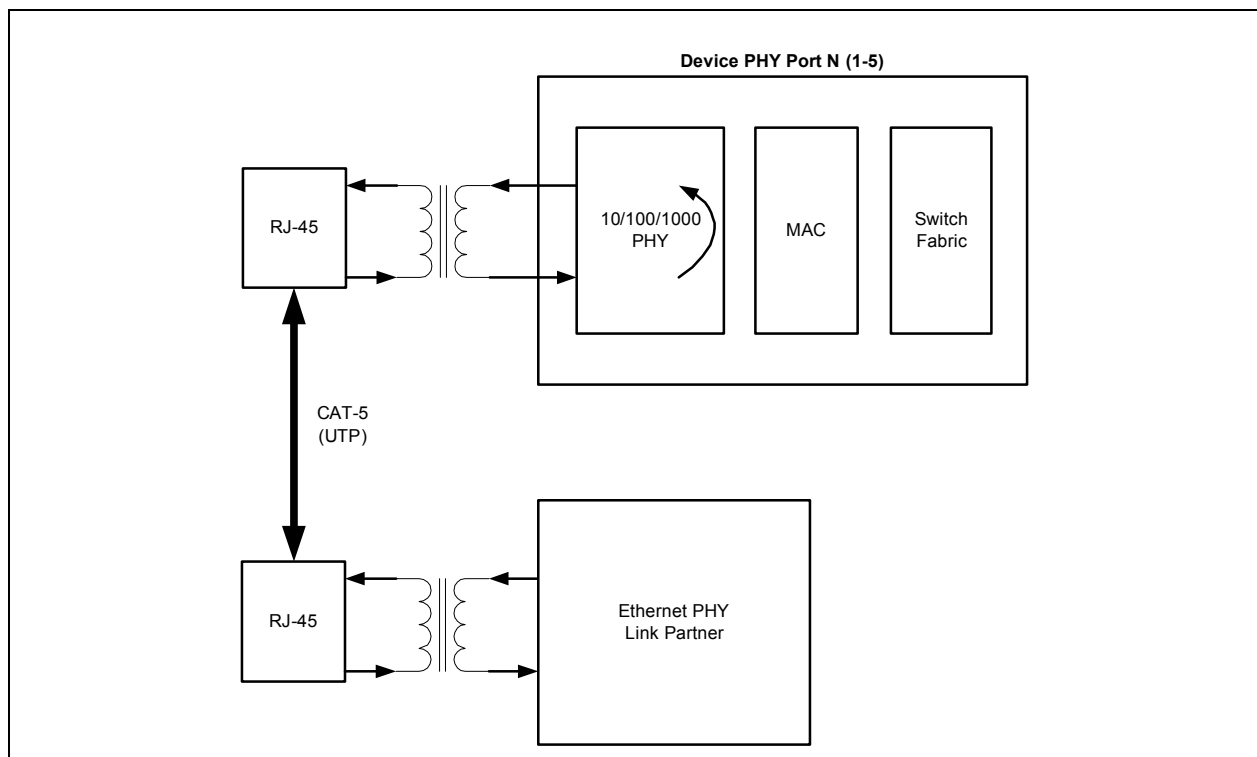 Device PHY Port N (1-5)
RJ-45
10/100/1000
PHY
MAC
Switch
Fabric
CAT-5
(UTP)
RJ-45
Ethernet PHY
Link Partner